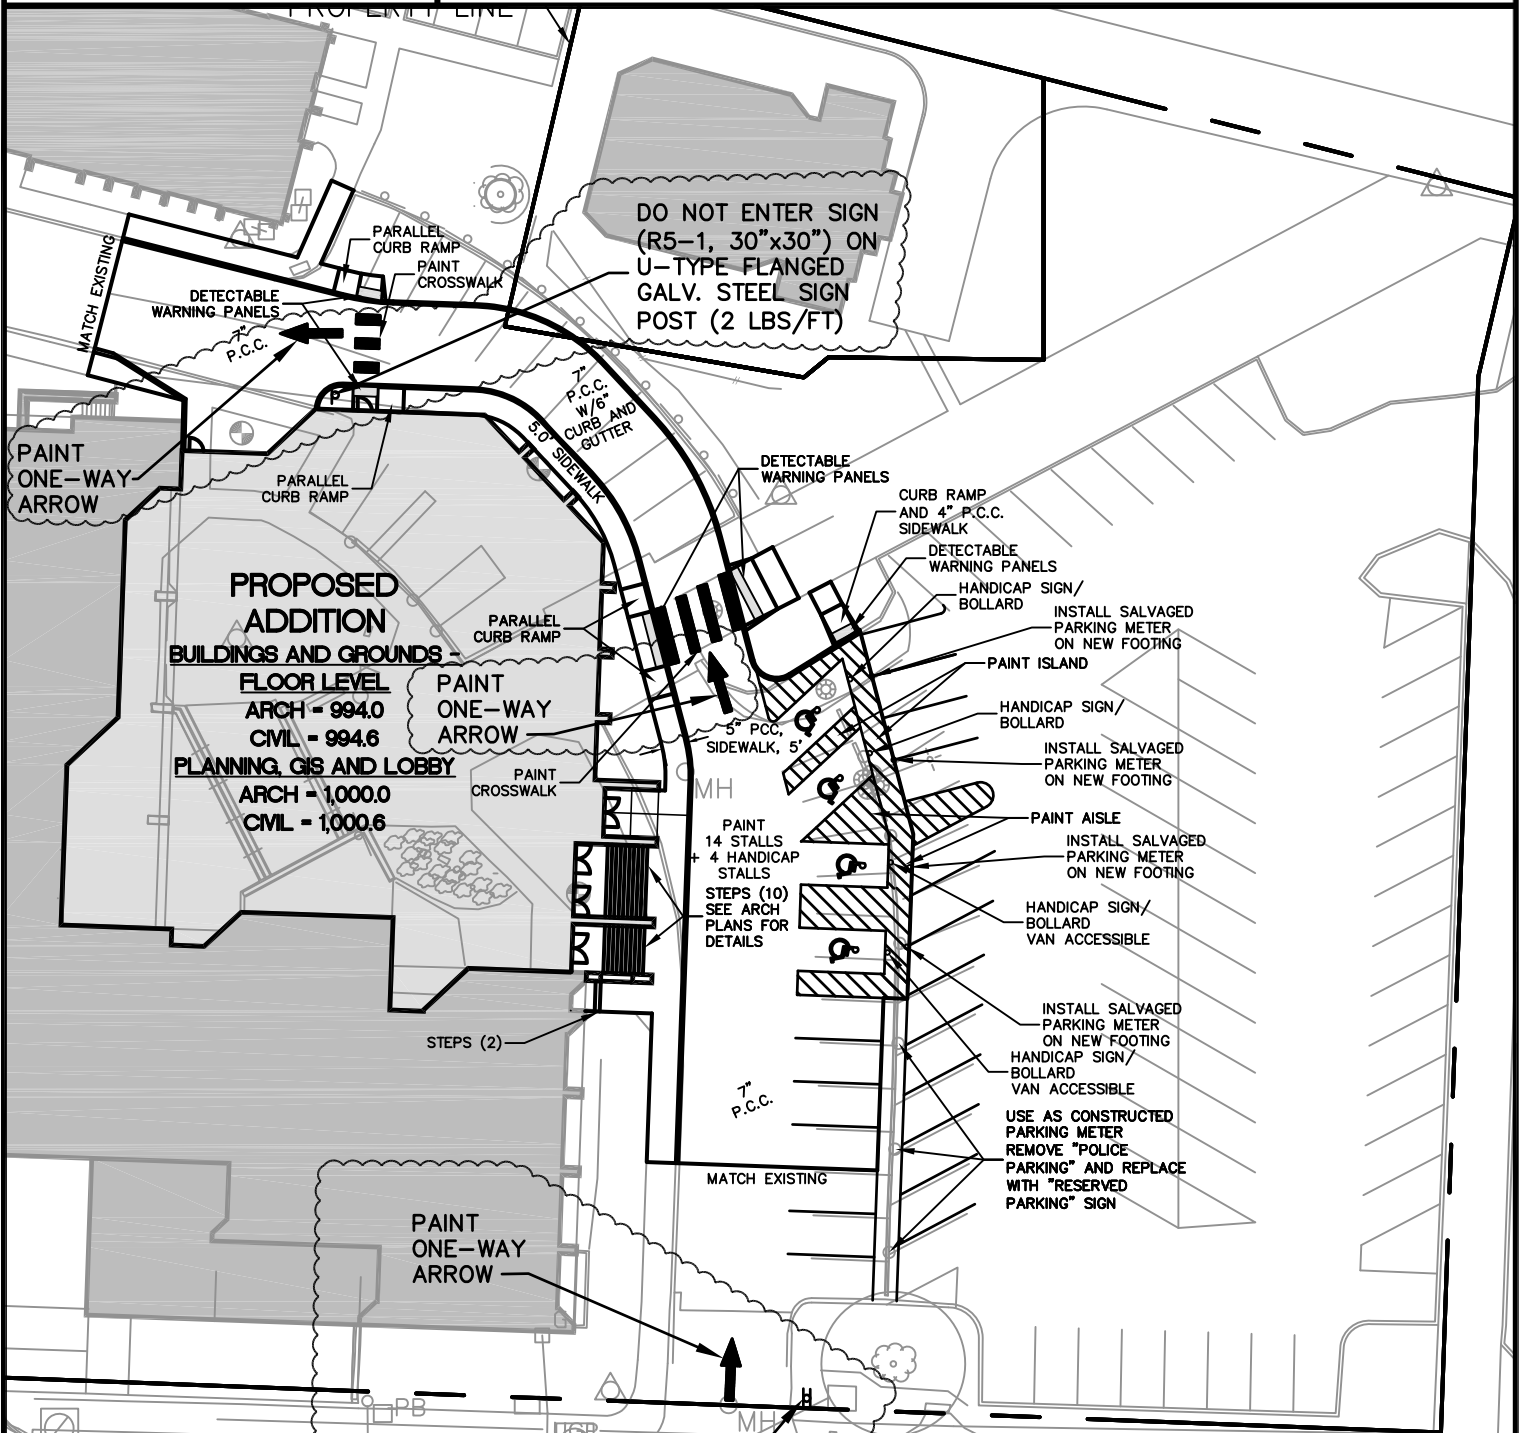 PROPERTY LINE
DO NOT ENTER SIGN
(R5-1, 30"x30") ON
U-TYPE FLANGED
GALV. STEEL SIGN
POST (2 LBS/FT)
PARALLEL
CURB RAMP
PAINT
CROSSWALK
MATCH EXISTING
DETECTABLE
WARNING PANELS
7"
P.C.C.
7"
P.C.C.
W/6"
CURB AND
GUTTER
5.0' SIDEWALK
P
PAINT
ONE-WAY
ARROW
PARALLEL
CURB RAMP
DETECTABLE
WARNING PANELS
CURB RAMP
AND 4" P.C.C.
SIDEWALK
DETECTABLE
WARNING PANELS
HANDICAP SIGN/
BOLLARD
INSTALL SALVAGED
PARKING METER
ON NEW FOOTING
PAINT ISLAND
PROPOSED
ADDITION
BUILDINGS AND GROUNDS -
FLOOR LEVEL
ARCH = 994.0
CIVIL = 994.6
PLANNING, GIS AND LOBBY
ARCH = 1,000.0
CIVIL = 1,000.6
PARALLEL
CURB RAMP
PAINT
ONE-WAY
ARROW
5" PCC,
SIDEWALK, 5'
PAINT
CROSSWALK
MH
HANDICAP SIGN/
BOLLARD
INSTALL SALVAGED
PARKING METER
ON NEW FOOTING
PAINT AISLE
PAINT
14 STALLS
+ 4 HANDICAP
STALLS
INSTALL SALVAGED
PARKING METER
ON NEW FOOTING
STEPS (10)
SEE ARCH
PLANS FOR
DETAILS
HANDICAP SIGN/
BOLLARD
VAN ACCESSIBLE
STEPS (2)
INSTALL SALVAGED
PARKING METER
ON NEW FOOTING
HANDICAP SIGN/
BOLLARD
VAN ACCESSIBLE
7"
P.C.C.
USE AS CONSTRUCTED
PARKING METER
REMOVE "POLICE
PARKING" AND REPLACE
WITH "RESERVED
PARKING" SIGN
MATCH EXISTING
PAINT
ONE-WAY
ARROW
PB
MH